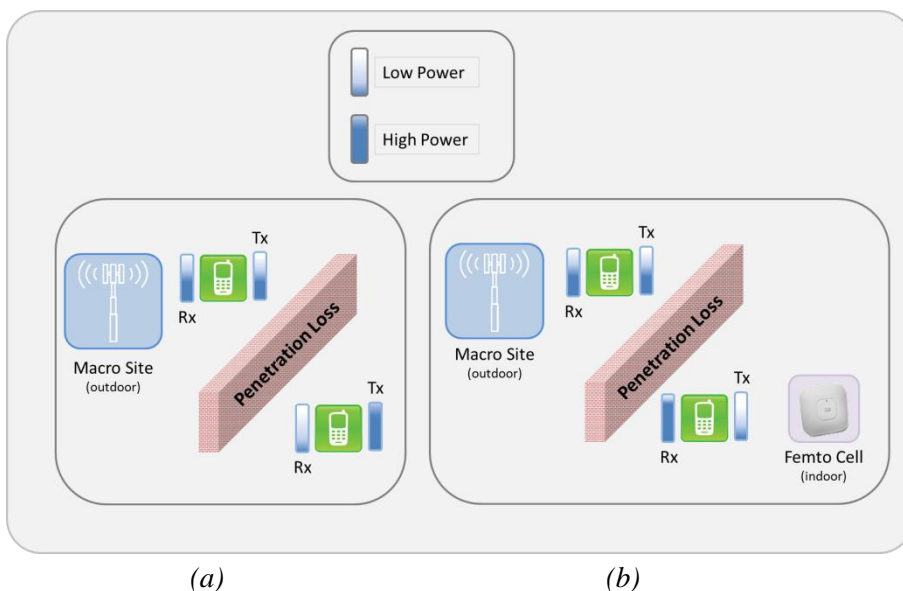 Low Power
High Power
Tx
Rx
Macro Site
(outdoor)
Penetration Loss
Tx
Rx
Tx
Rx
Macro Site
(outdoor)
Penetration Loss
Tx
Rx
Femto Cell
(indoor)
(a)
(b)